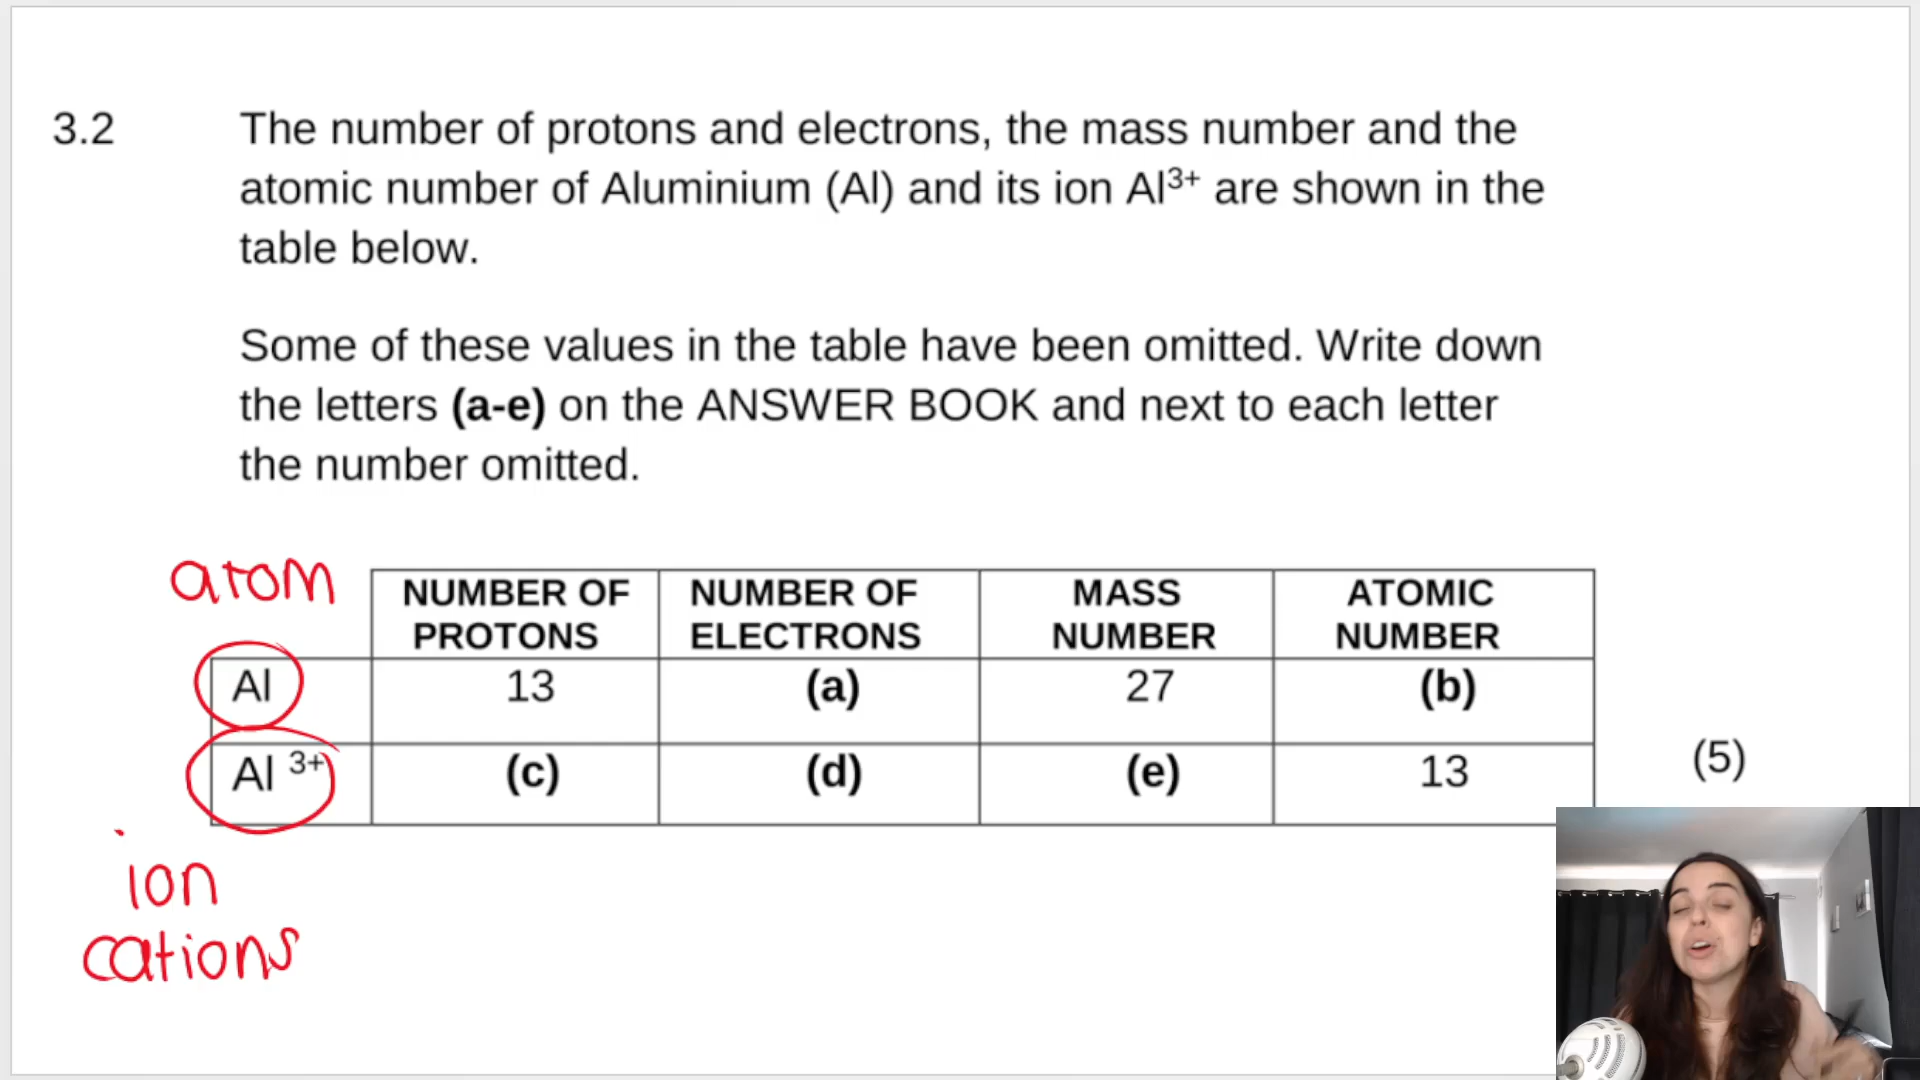 3.2 The number of protons and electrons, the mass number and the
atomic number of Aluminium (Al) and its ion Al³⁺ are shown in the
table below.
Some of these values in the table have been omitted. Write down
the letters (a-e) on the ANSWER BOOK and next to each letter
the number omitted.
atom
NUMBER OF PROTONS NUMBER OF ELECTRONS MASS NUMBER ATOMIC NUMBER
Al 13 (a) 27 (b)
Al ³⁺ (c) (d) (e) 13
(5)
ion
cations